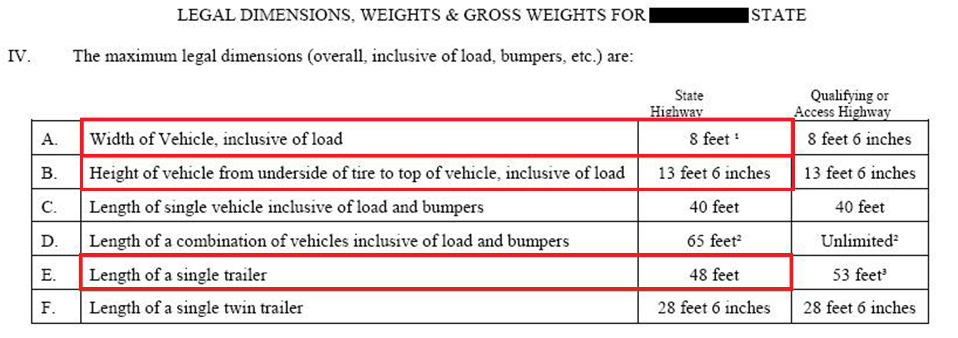 LEGAL DIMENSIONS, WEIGHTS & GROSS WEIGHTS FOR STATE
IV. The maximum legal dimensions (overall, inclusive of load, bumpers, etc.) are:
State Highway Qualifying or Access Highway
A. Width of Vehicle, inclusive of load 8 feet ¹ 8 feet 6 inches
B. Height of vehicle from underside of tire to top of vehicle, inclusive of load 13 feet 6 inches 13 feet 6 inches
C. Length of single vehicle inclusive of load and bumpers 40 feet 40 feet
D. Length of a combination of vehicles inclusive of load and bumpers 65 feet² Unlimited²
E. Length of a single trailer 48 feet 53 feet³
F. Length of a single twin trailer 28 feet 6 inches 28 feet 6 inches